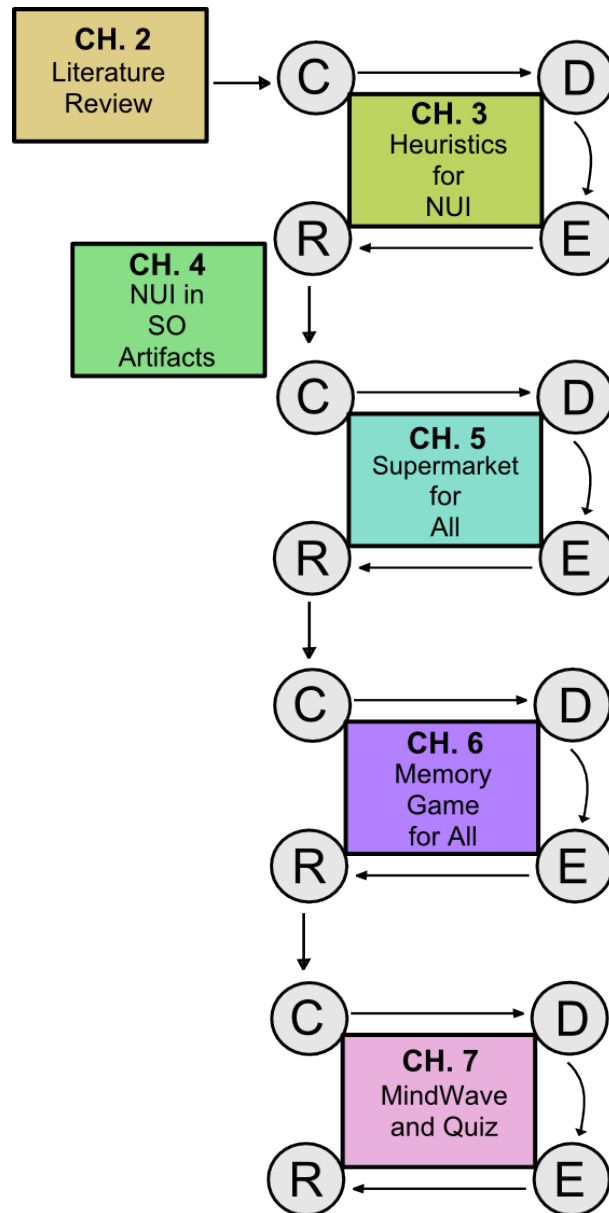 CH. 2
Literature
Review
C
D
CH. 3
Heuristics
for
NUI
R
E
CH. 4
NUI in
SO
Artifacts
C
D
CH. 5
Supermarket
for
All
R
E
C
D
CH. 6
Memory
Game
for All
R
E
C
D
CH. 7
MindWave
and Quiz
R
E